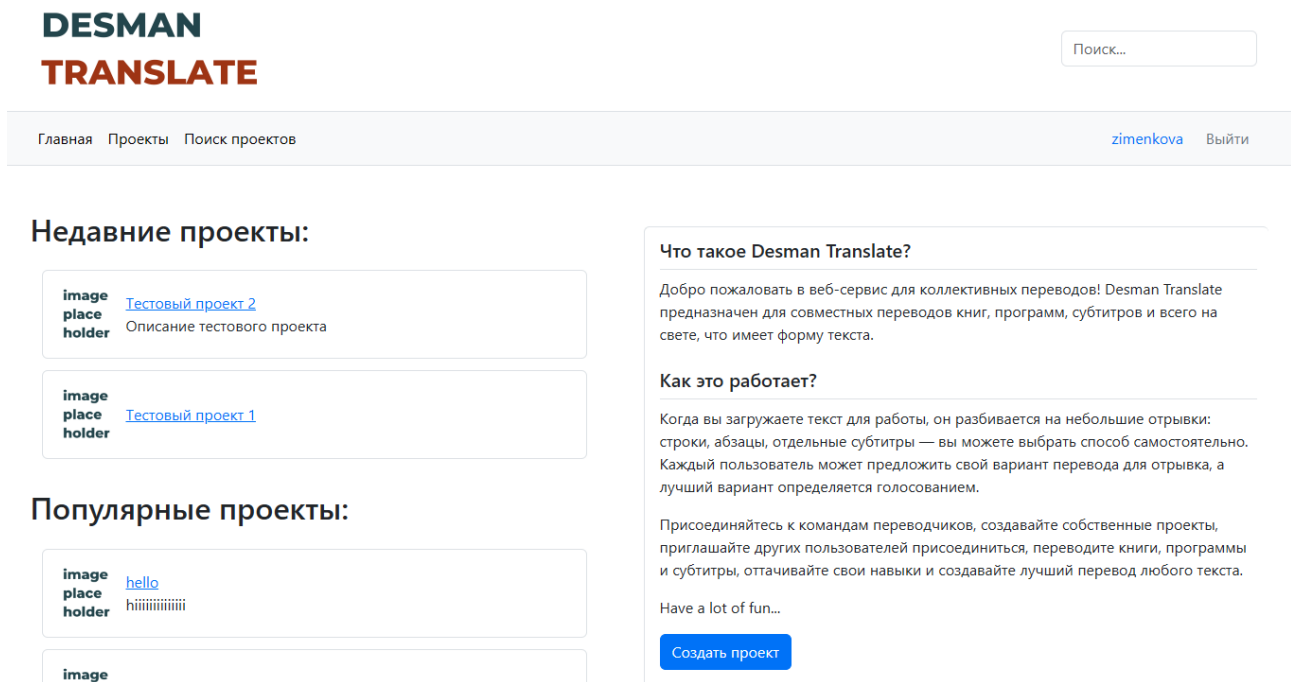 DESMAN
TRANSLATE
Поиск...
Главная Проекты Поиск проектов
zimenkova Выйти
Недавние проекты:
image
place
holder
Тестовый проект 2
Описание тестового проекта
image
place
holder
Тестовый проект 1
Популярные проекты:
image
place
holder
hello
hiiiiiiiiiiiiii
image
Что такое Desman Translate?
Добро пожаловать в веб-сервис для коллективных переводов! Desman Translate
предназначен для совместных переводов книг, программ, субтитров и всего на
свете, что имеет форму текста.
Как это работает?
Когда вы загружаете текст для работы, он разбивается на небольшие отрывки:
строки, абзацы, отдельные субтитры — вы можете выбрать способ самостоятельно.
Каждый пользователь может предложить свой вариант перевода для отрывка, а
лучший вариант определяется голосованием.
Присоединяйтесь к командам переводчиков, создавайте собственные проекты,
приглашайте других пользователей присоединиться, переводите книги, программы
и субтитры, оттачивайте свои навыки и создавайте лучший перевод любого текста.
Have a lot of fun...
Создать проект